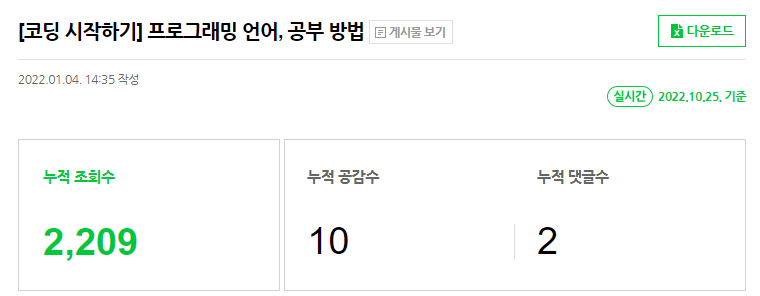 [코딩 시작하기] 프로그래밍 언어, 공부 방법 게시물 보기 다운로드
2022.01.04. 14:35 작성
실시간 2022.10.25. 기준
누적 조회수 누적 공감수 누적 댓글수
2,209 10 2